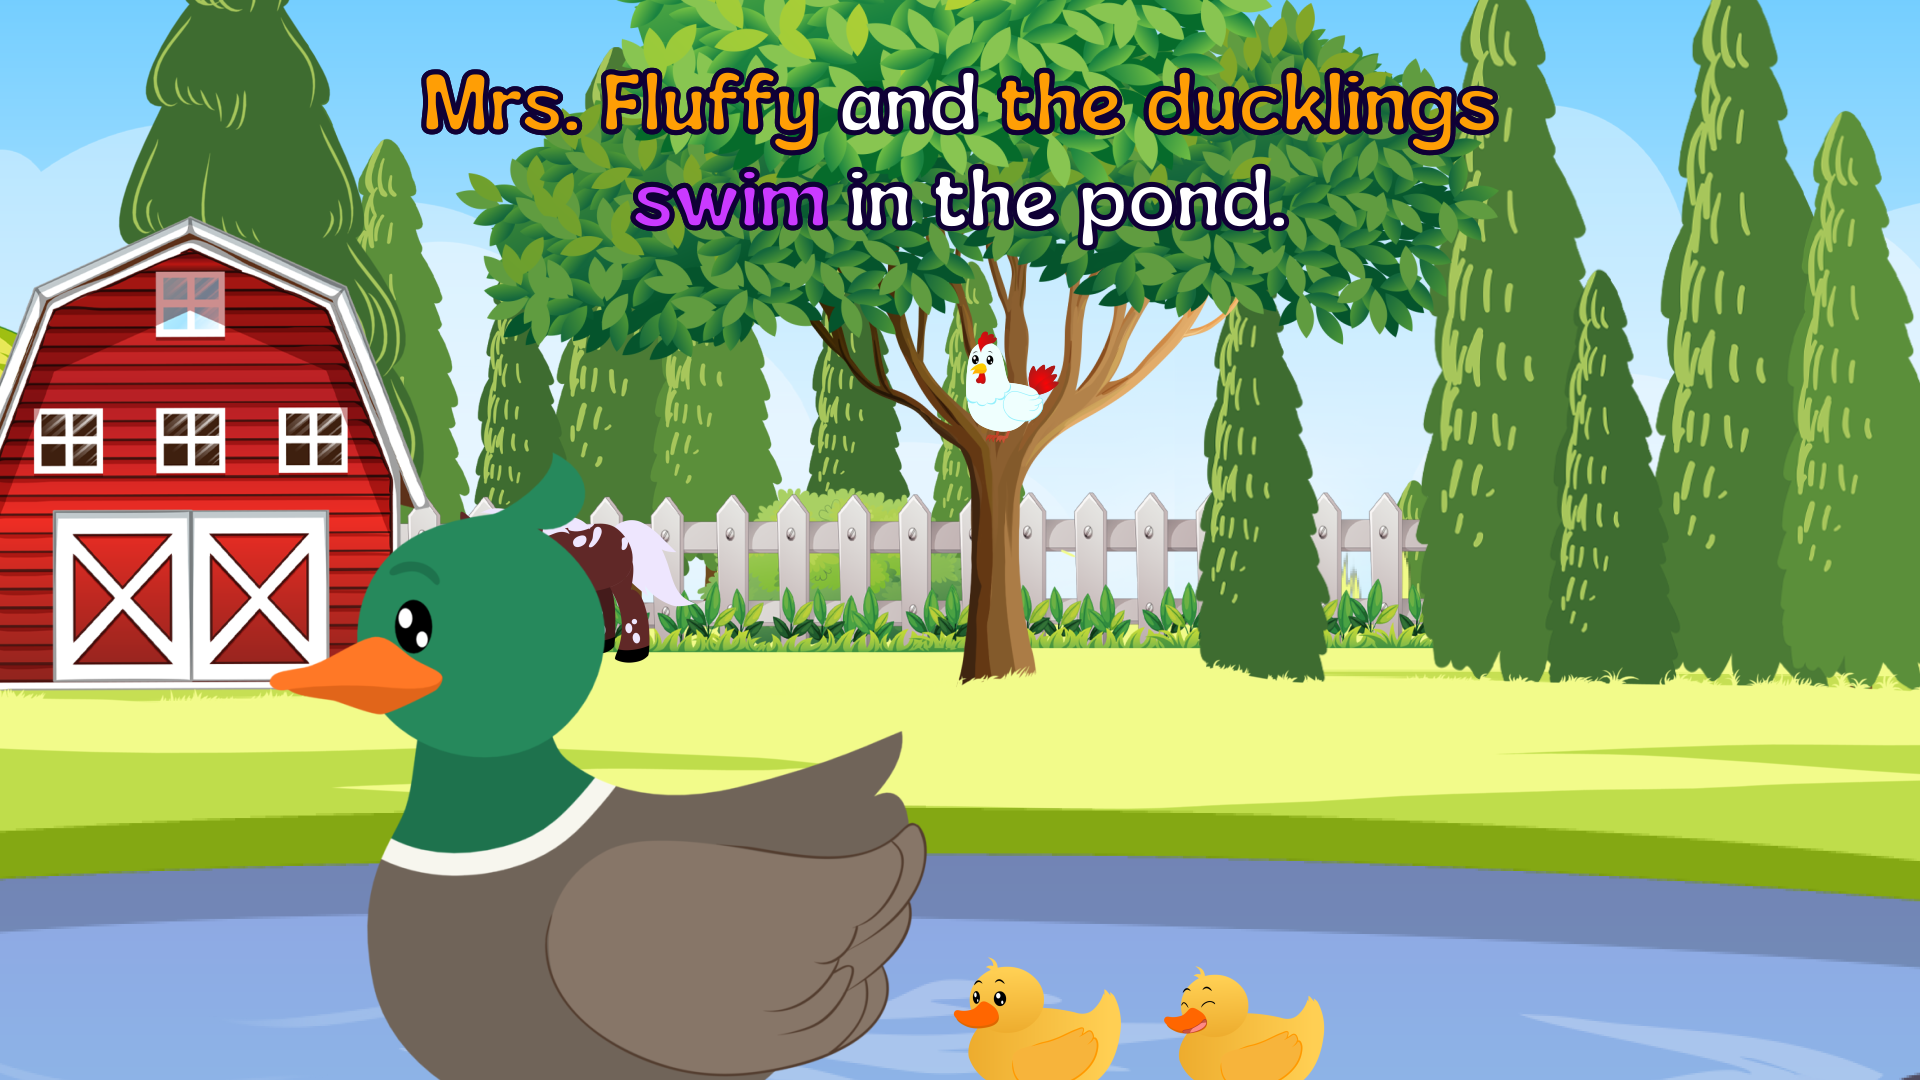 Mrs. Fluffy and the ducklings
swim in the pond.